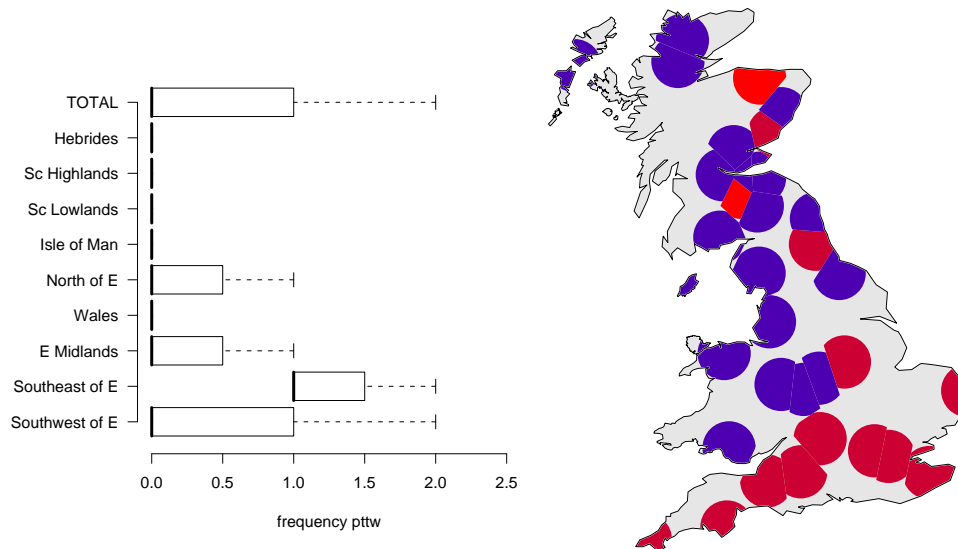 TOTAL
Hebrides
Sc Highlands
Sc Lowlands
Isle of Man
North of E
Wales
E Midlands
Southeast of E
Southwest of E
0.0 0.5 1.0 1.5 2.0 2.5
frequency pttw